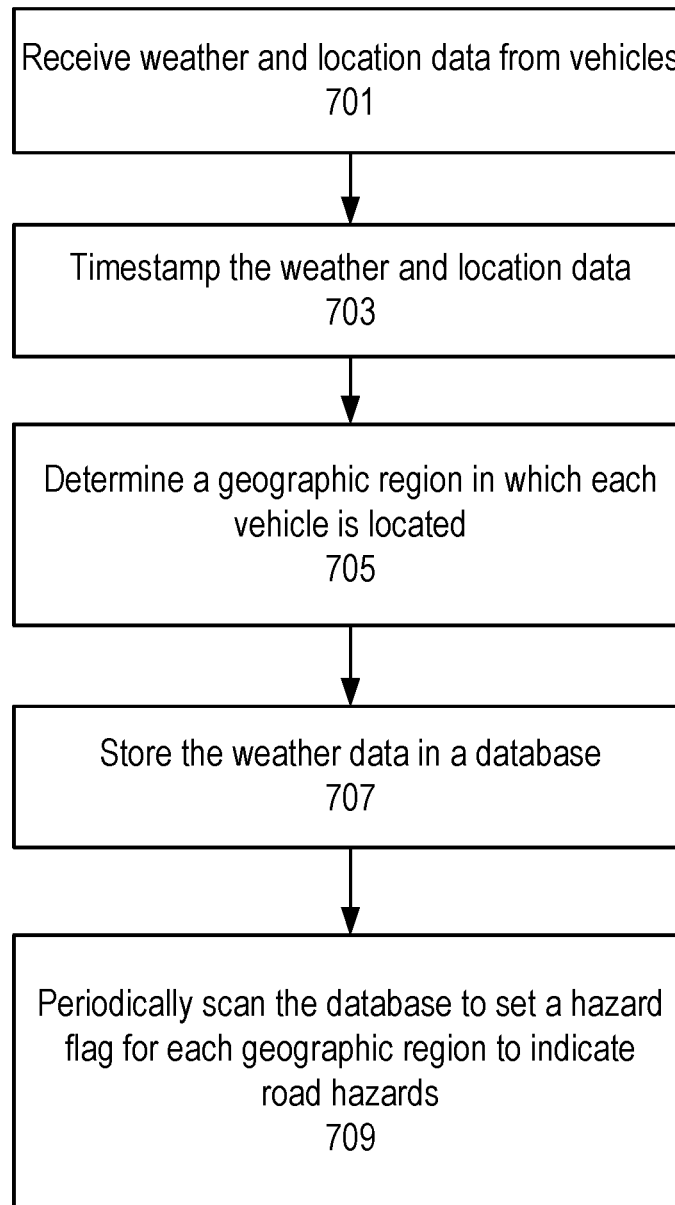 Receive weather and location data from vehicles
701
Timestamp the weather and location data
703
Determine a geographic region in which each
vehicle is located
705
Store the weather data in a database
707
Periodically scan the database to set a hazard
flag for each geographic region to indicate
road hazards
709